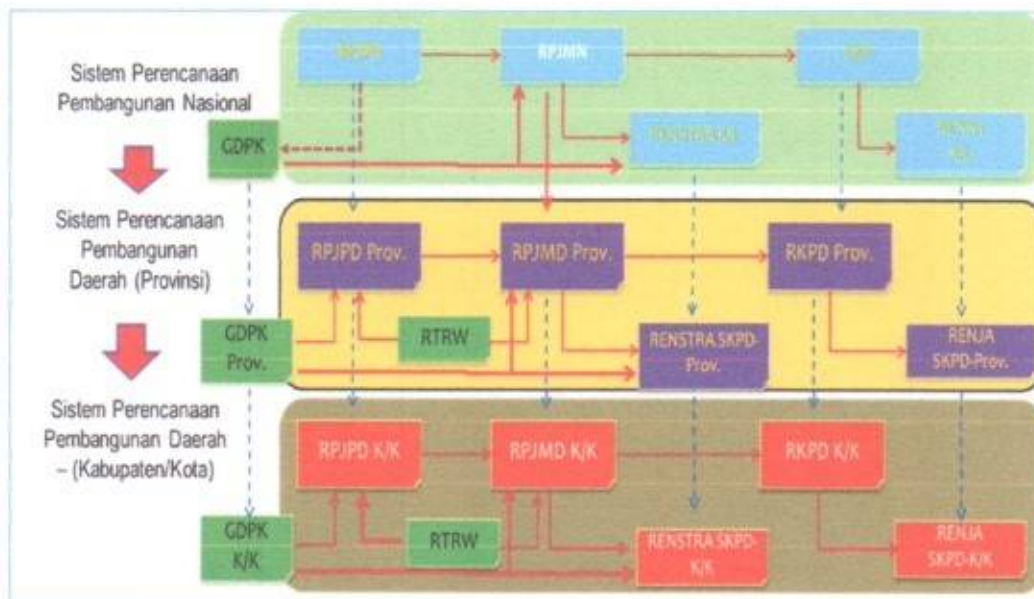 Sistem Perencanaan
Pembangunan Nasional
RPJMN
GDPK
Sistem Perencanaan
Pembangunan
Daerah (Provinsi)
RPJPD Prov.
RPJMD Prov.
RKPD Prov.
GDPK
Prov.
RTRW
RENSTRA SKPD-
Prov.
RENJA
SKPD-Prov.
Sistem Perencanaan
Pembangunan Daerah
– (Kabupaten/Kota)
RPJPD K/K
RPJMD K/K
RKPD K/K
GDPK
K/K
RTRW
RENSTRA SKPD-
K/K
RENJA
SKPD-K/K